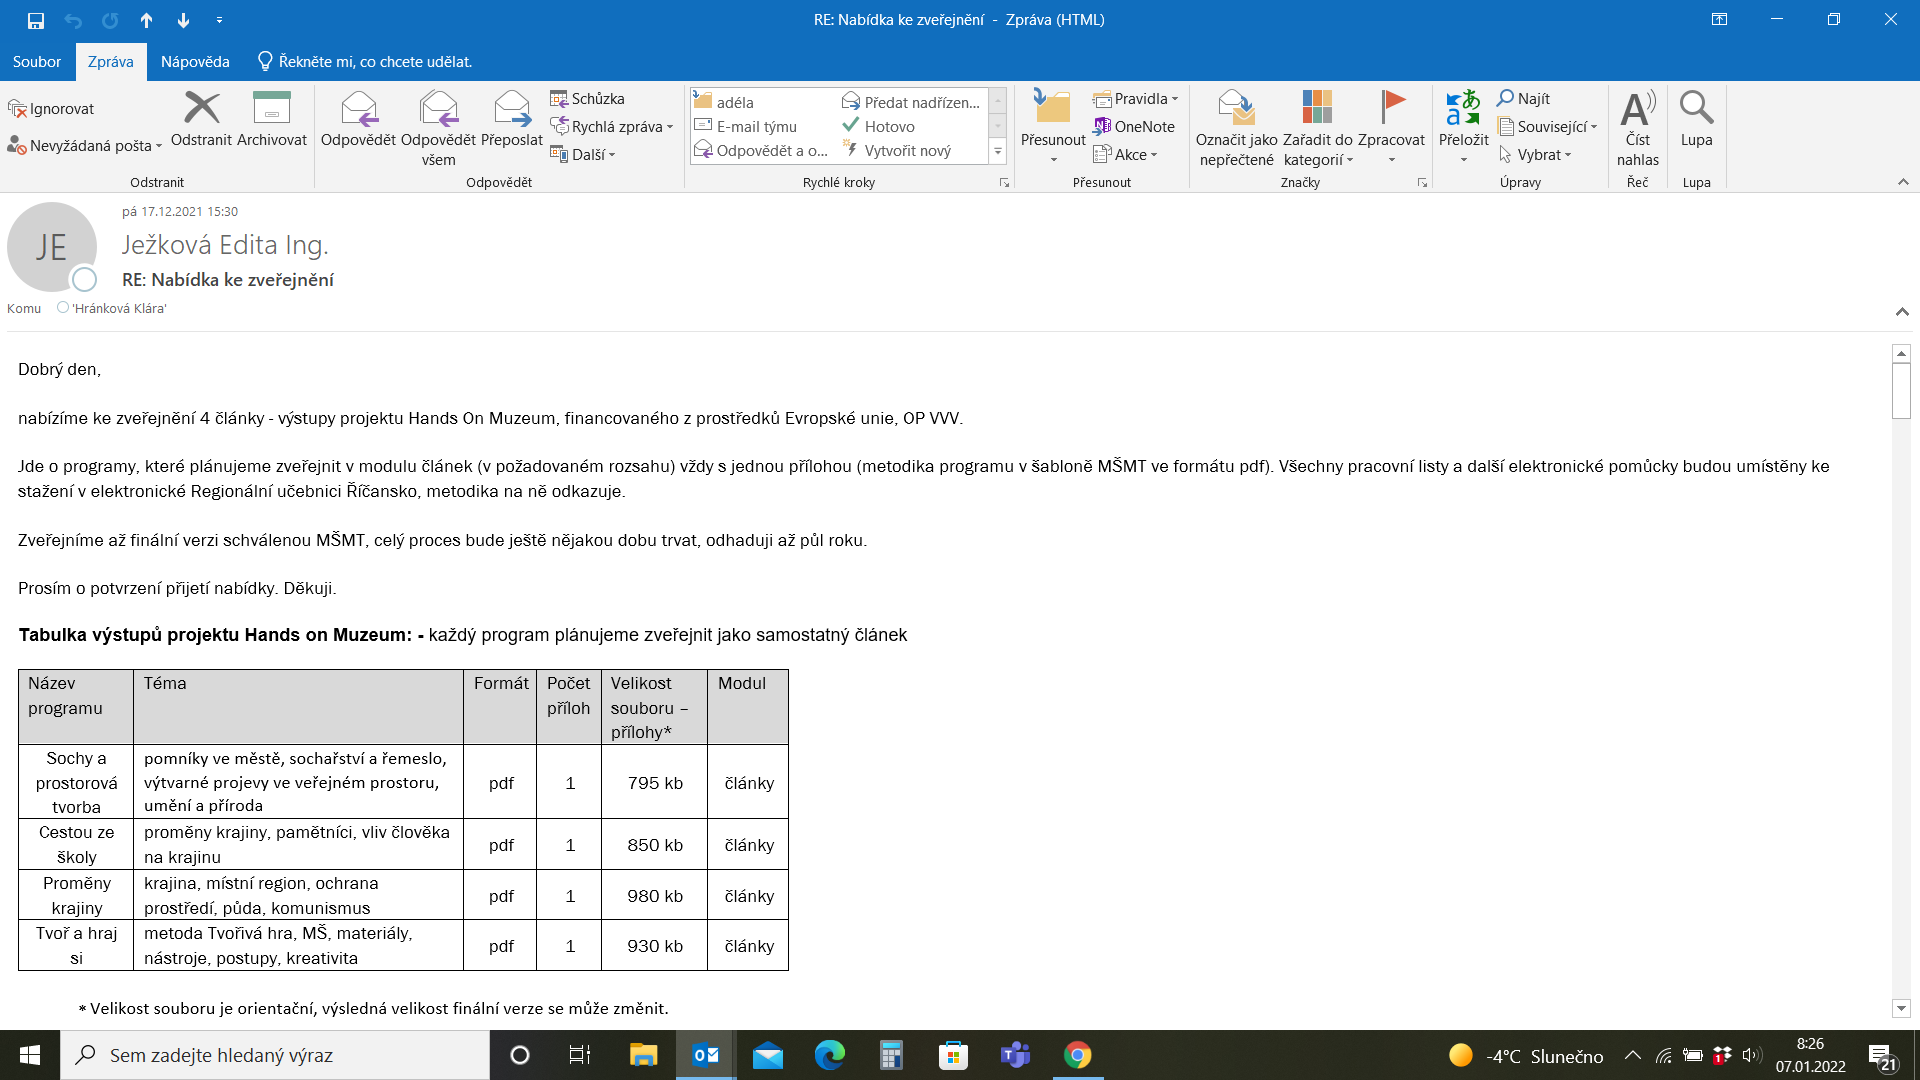 RE: Nabídka ke zveřejnění - Zpráva (HTML)
Soubor Zpráva Nápověda Řekněte mi, co chcete udělat.
Ignorovat
Nevyžádaná pošta
Odstranit Archivovat
Odstranit
Odpovědět Odpovědět všem Přeposlat
Schůzka
Rychlá zpráva
Další
Odpovědět
adéla
E-mail týmu
Odpovědět a o...
Předat nadřízen...
Hotovo
Vytvořit nový
Rychlé kroky
Přesunout
Pravidla
OneNote
Akce
Přesunout
Označit jako nepřečtené
Zařadit do kategorií
Zpracovat
Značky
Přeložit
Najít
Související
Vybrat
Úpravy
Číst nahlas
Řeč
Lupa
Lupa
JE
pá 17.12.2021 15:30
Ježková Edita Ing.
RE: Nabídka ke zveřejnění
Komu 'Hránková Klára'
Dobrý den,
nabízíme ke zveřejnění 4 články - výstupy projektu Hands On Muzeum, financovaného z prostředků Evropské unie, OP VVV.
Jde o programy, které plánujeme zveřejnit v modulu článek (v požadovaném rozsahu) vždy s jednou přílohou (metodika programu v šabloně MŠMT ve formátu pdf). Všechny pracovní listy a další elektronické pomůcky budou umístěny ke
stažení v elektronické Regionální učebnici Říčansko, metodika na ně odkazuje.
Zveřejníme až finální verzi schválenou MŠMT, celý proces bude ještě nějakou dobu trvat, odhaduji až půl roku.
Prosím o potvrzení přijetí nabídky. Děkuji.
Tabulka výstupů projektu Hands on Muzeum: - každý program plánujeme zveřejnit jako samostatný článek
Název programu
Téma
Formát
Počet příloh
Velikost souboru – přílohy*
Modul
Sochy a prostorová tvorba
pomníky ve městě, sochařství a řemeslo,
výtvarné projevy ve veřejném prostoru,
umění a příroda
pdf 1 795 kb články
Cestou ze školy
proměny krajiny, pamětníci, vliv člověka
na krajinu
pdf 1 850 kb články
Proměny krajiny
krajina, místní region, ochrana
prostředí, půda, komunismus
pdf 1 980 kb články
Tvoř a hraj si
metoda Tvořivá hra, MŠ, materiály,
nástroje, postupy, kreativita
pdf 1 930 kb články
* Velikost souboru je orientační, výsledná velikost finální verze se může změnit.
Sem zadejte hledaný výraz
-4°C Slunečno
1
8:26
07.01.2022
21